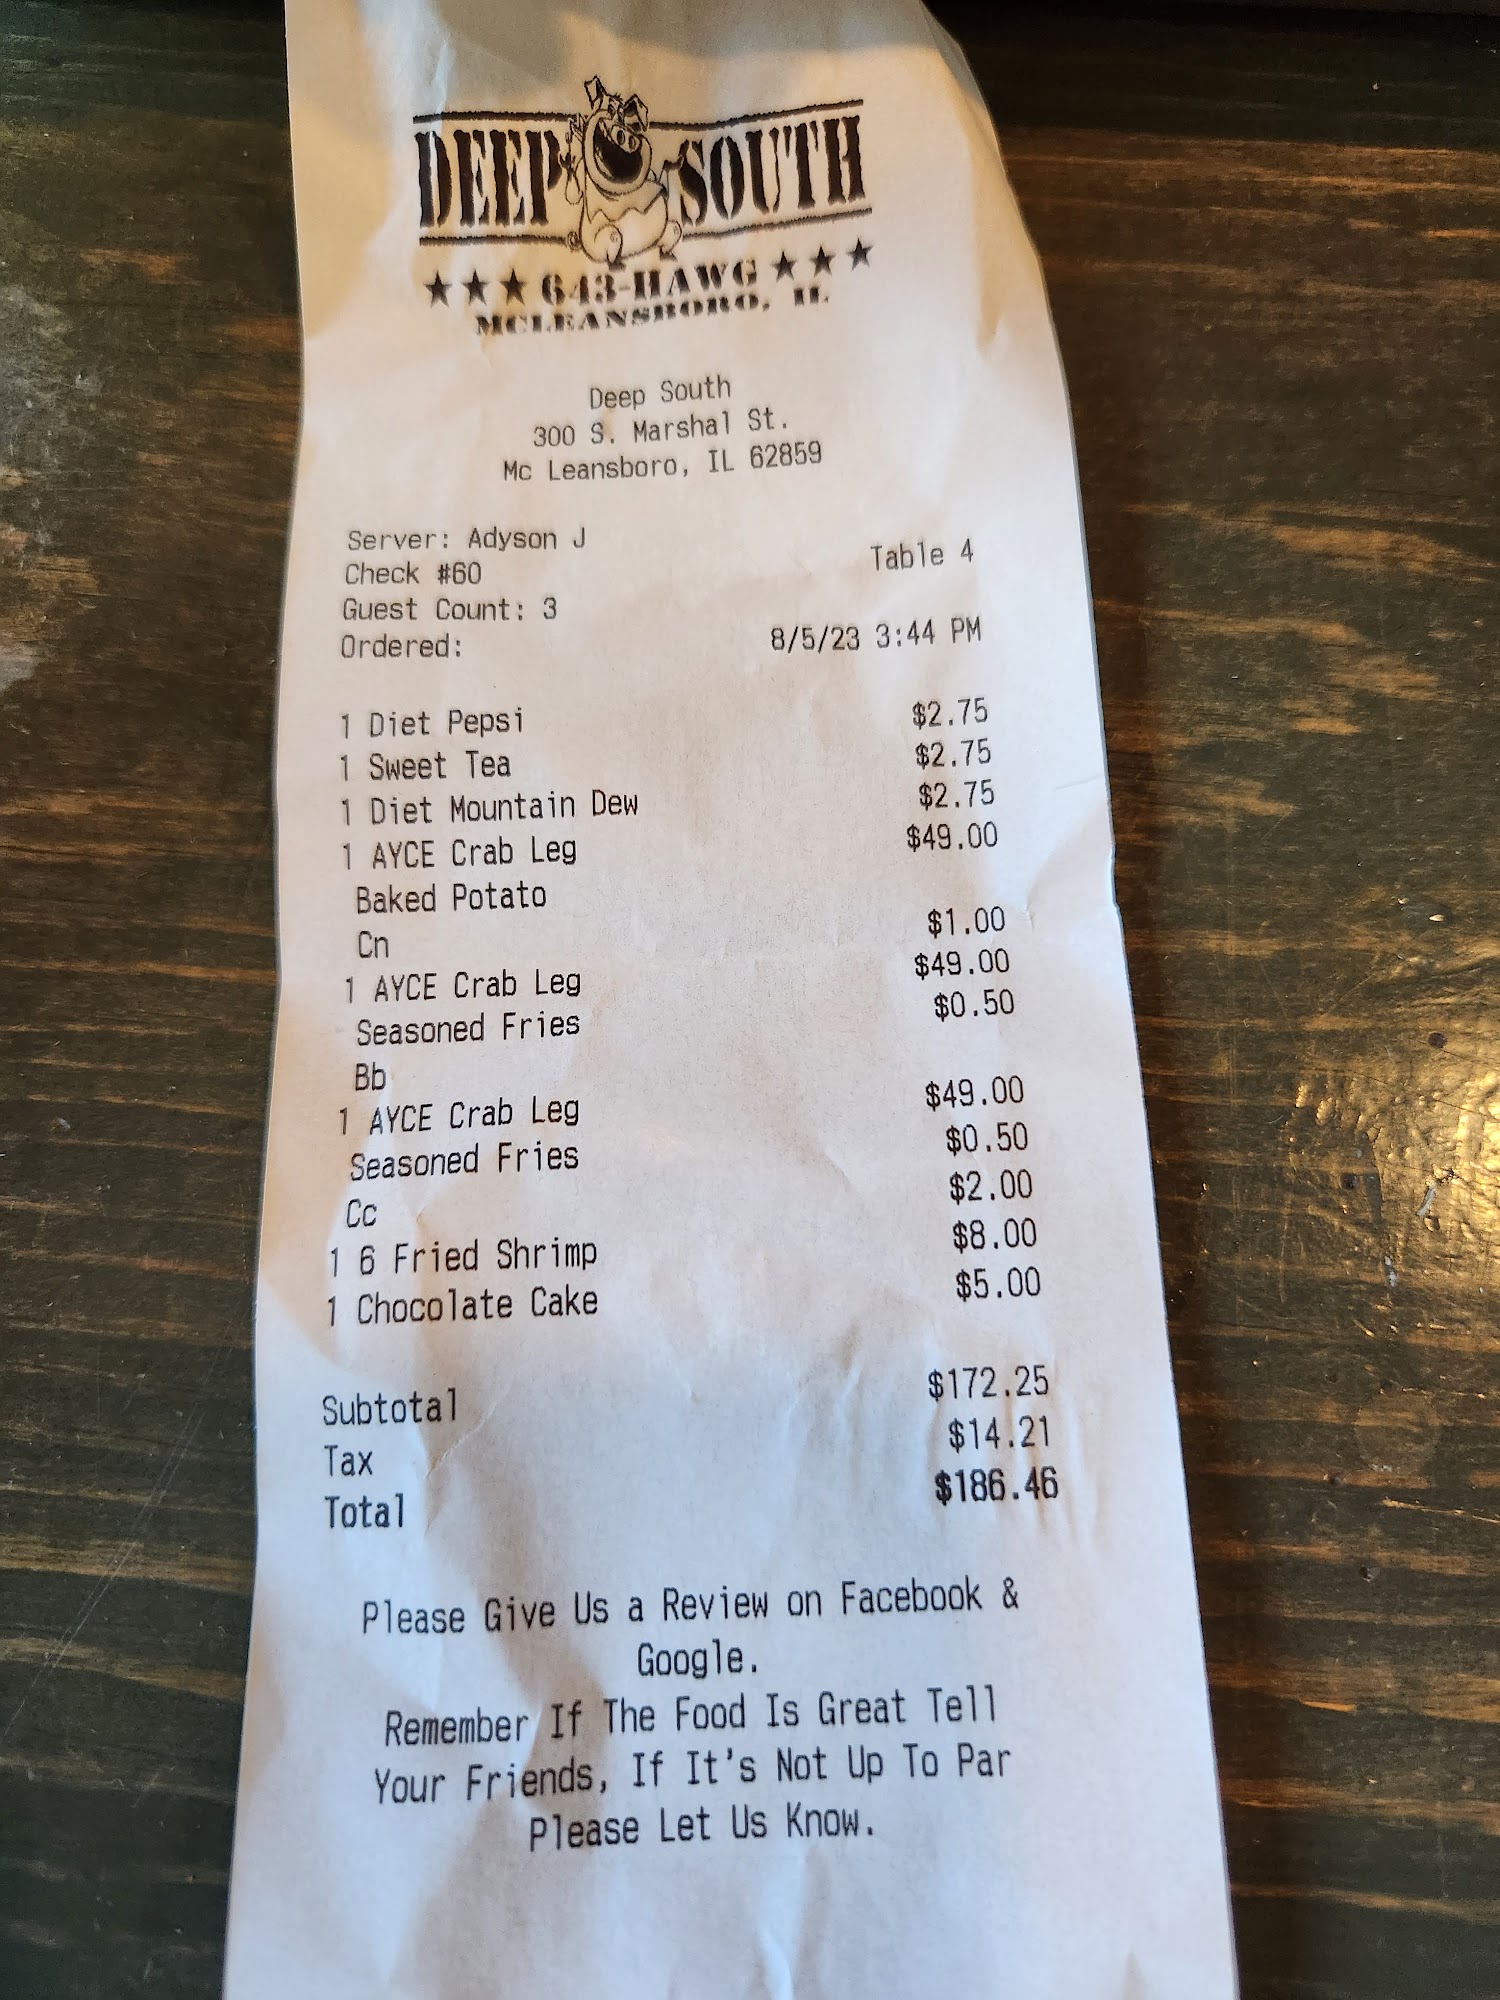 DEEP SOUTH
★★★ 643-HAWG ★★★
MCLEANSBORO, IL
Deep South
300 S. Marshal St.
Mc Leansboro, IL 62859
Server: Adyson J
Check #60 Table 4
Guest Count: 3
Ordered: 8/5/23 3:44 PM
1 Diet Pepsi $2.75
1 Sweet Tea $2.75
1 Diet Mountain Dew $2.75
1 AYCE Crab Leg $49.00
Baked Potato
Cn $1.00
1 AYCE Crab Leg $49.00
Seasoned Fries $0.50
Bb
1 AYCE Crab Leg $49.00
Seasoned Fries $0.50
Cc $2.00
1 6 Fried Shrimp $8.00
1 Chocolate Cake $5.00
Subtotal $172.25
Tax $14.21
Total $186.46
Please Give Us a Review on Facebook &
Google.
Remember If The Food Is Great Tell
Your Friends, If It's Not Up To Par
Please Let Us Know.